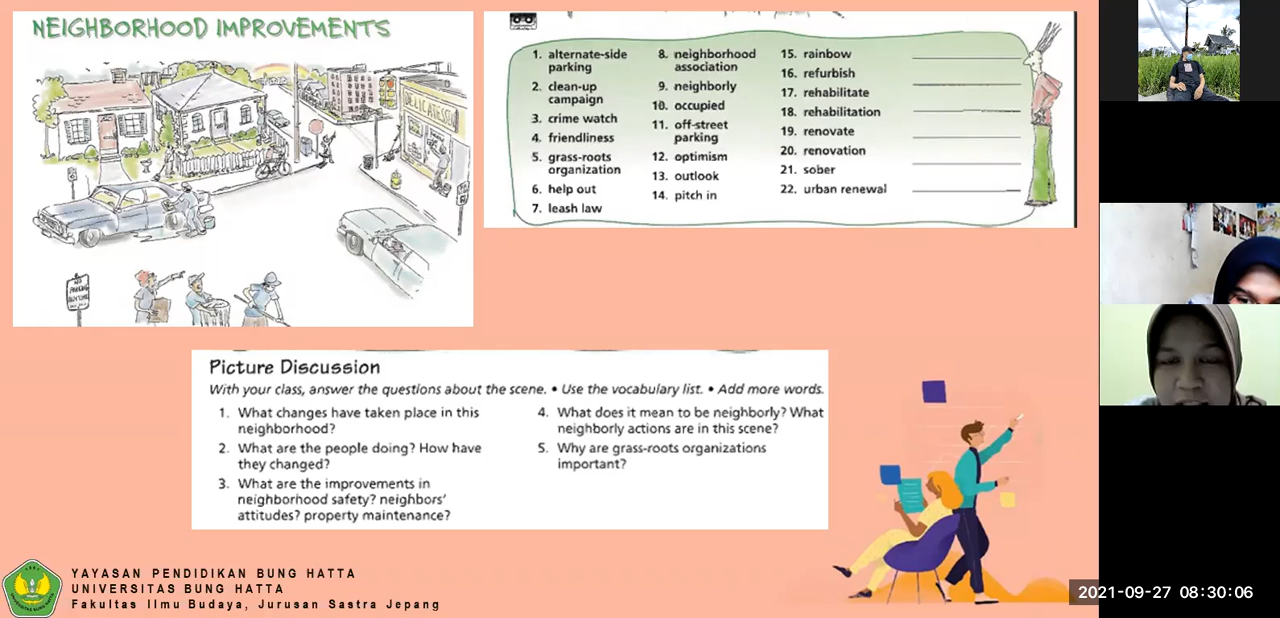 NEIGHBORHOOD IMPROVEMENTS
DELICATESSE
NO
PARKING
1. alternate-side
parking
2. clean-up
campaign
3. crime watch
4. friendliness
5. grass-roots
organization
6. help out
7. leash law
8. neighborhood
association
9. neighborly
10. occupied
11. off-street
parking
12. optimism
13. outlook
14. pitch in
15. rainbow
16. refurbish
17. rehabilitate
18. rehabilitation
19. renovate
20. renovation
21. sober
22. urban renewal
Picture Discussion
With your class, answer the questions about the scene. • Use the vocabulary list. • Add more words.
1. What changes have taken place in this
neighborhood?
2. What are the people doing? How have
they changed?
3. What are the improvements in
neighborhood safety? neighbors'
attitudes? property maintenance?
4. What does it mean to be neighborly? What
neighborly actions are in this scene?
5. Why are grass-roots organizations
important?
YAYASAN PENDIDIKAN BUNG HATTA
UNIVERSITAS BUNG HATTA
Fakultas Ilmu Budaya, Jurusan Sastra Jepang
2021-09-27 08:30:06